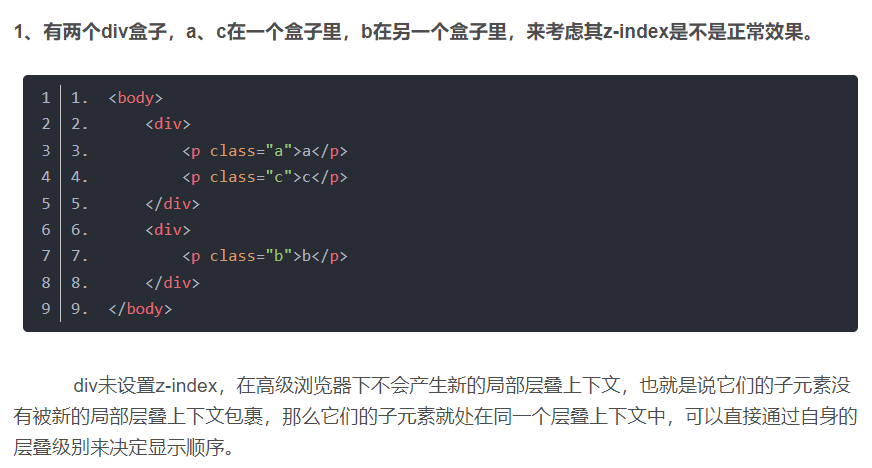 1、有两个div盒子，a、c在一个盒子里，b在另一个盒子里，来考虑其z-index是不是正常效果。
1 1. <body>
2 2. <div>
3 3. <p class="a">a</p>
4 4. <p class="c">c</p>
5 5. </div>
6 6. <div>
7 7. <p class="b">b</p>
8 8. </div>
9 9. </body>
div未设置z-index，在高级浏览器下不会产生新的局部层叠上下文，也就是说它们的子元素没
有被新的局部层叠上下文包裹，那么它们的子元素就处在同一个层叠上下文中，可以直接通过自身的
层叠级别来决定显示顺序。